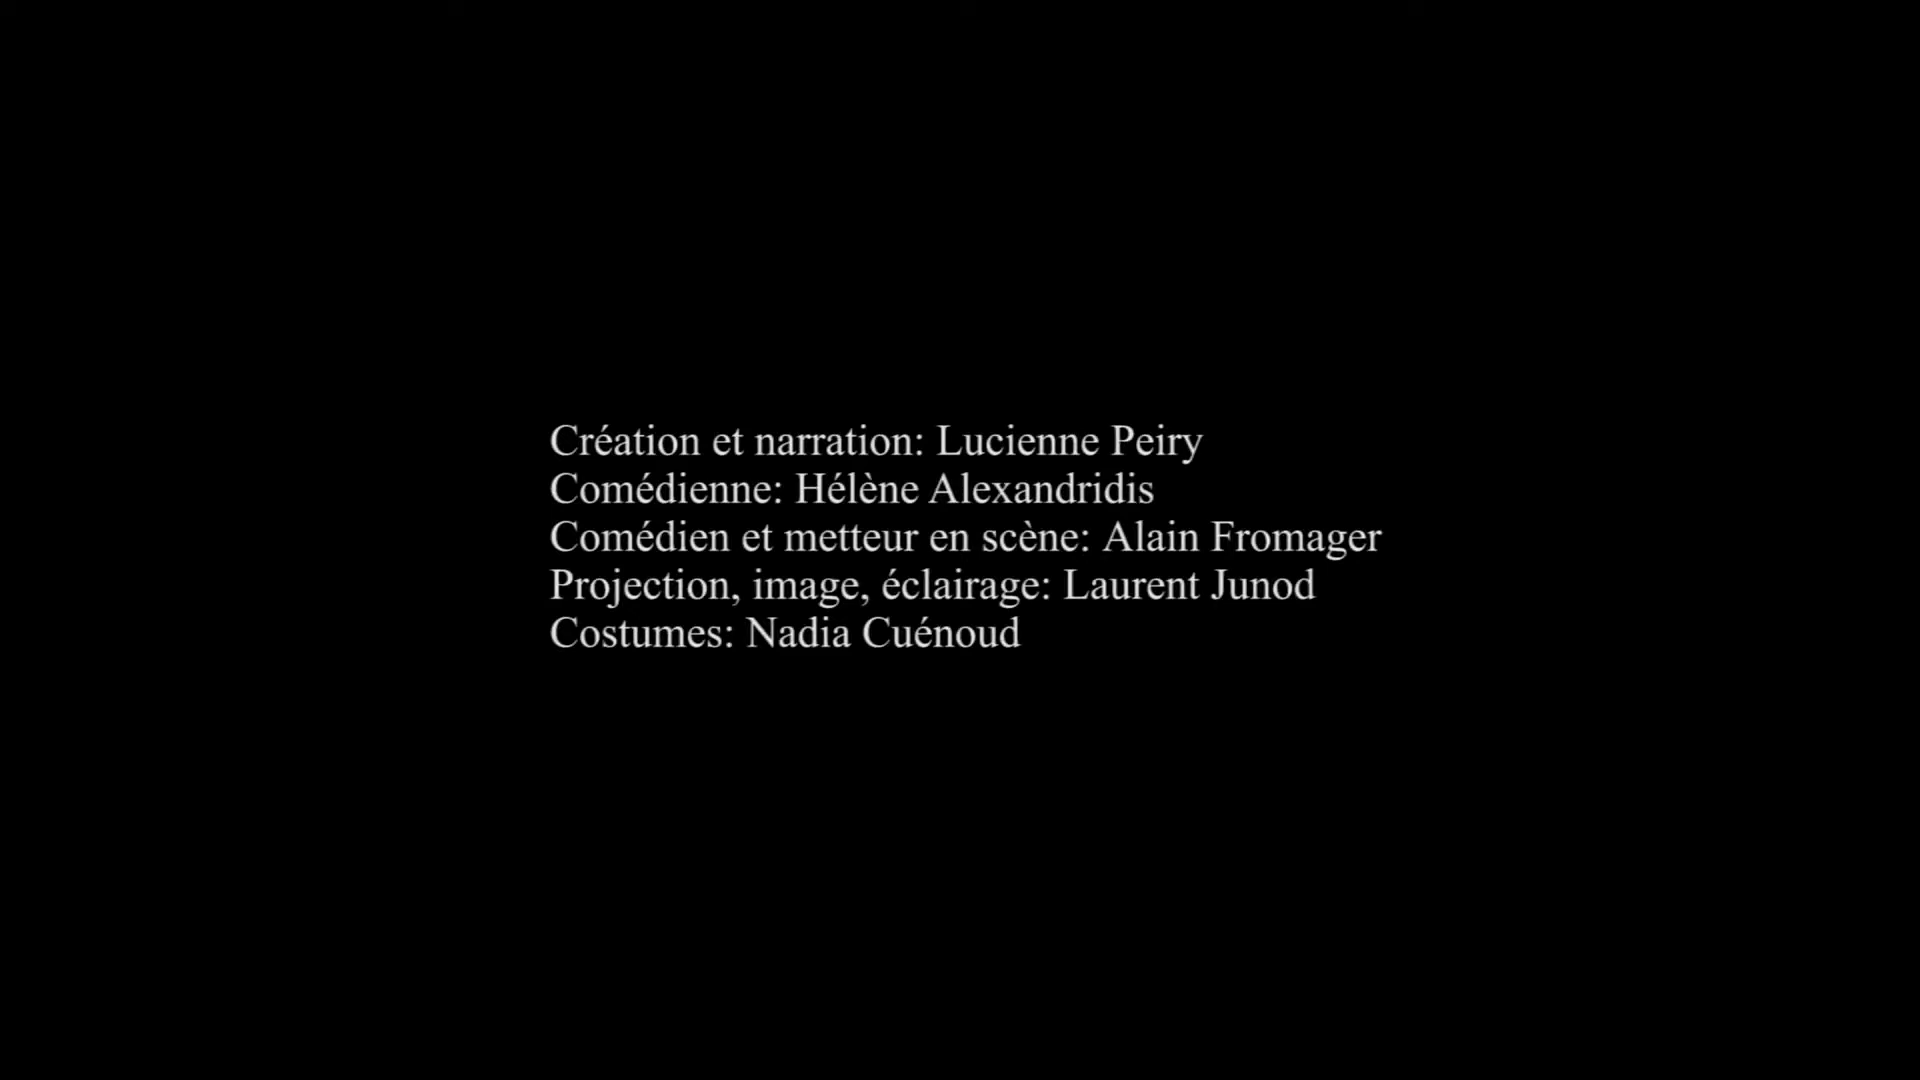 Création et narration: Lucienne Peiry
Comédienne: Hélène Alexandridis
Comédien et metteur en scène: Alain Fromager
Projection, image, éclairage: Laurent Junod
Costumes: Nadia Cuénoud